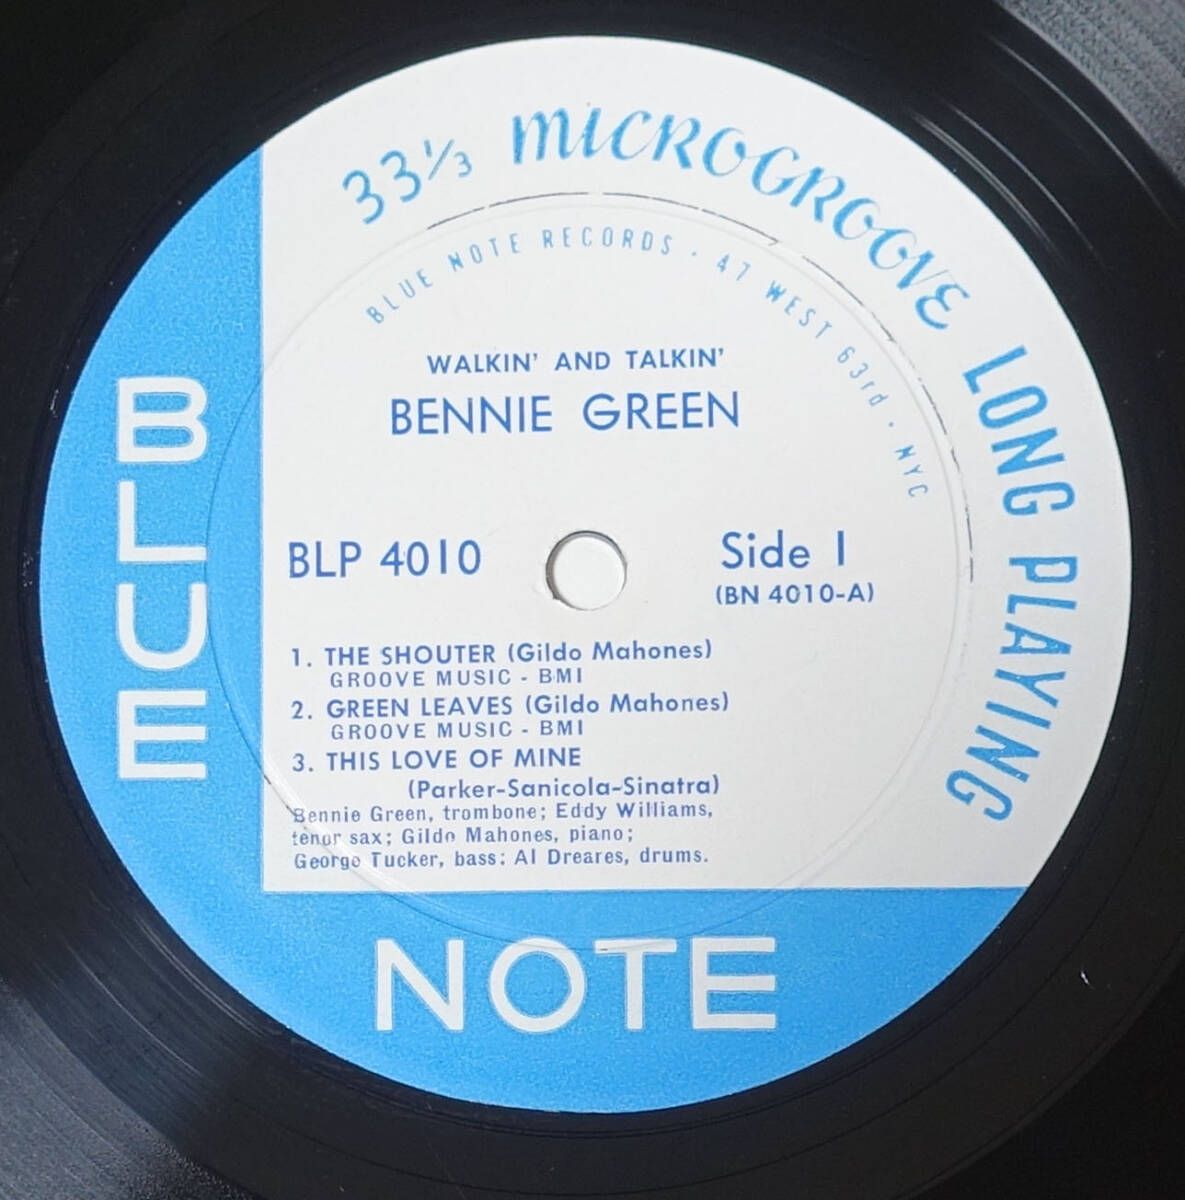 33 1/3 MICROGROOVE LONG PLAYING
BLUE NOTE RECORDS · 47 WEST 63rd · NYC
WALKIN' AND TALKIN'
BENNIE GREEN
BLP 4010
Side 1
(BN 4010-A)
1. THE SHOUTER (Gildo Mahones)
GROOVE MUSIC - BMI
2. GREEN LEAVES (Gildo Mahones)
GROOVE MUSIC - BMI
3. THIS LOVE OF MINE
(Parker-Sanicola-Sinatra)
Bennie Green, trombone; Eddy Williams,
tenor sax; Gildo Mahones, piano;
George Tucker, bass; Al Dreares, drums.
BLUE
NOTE